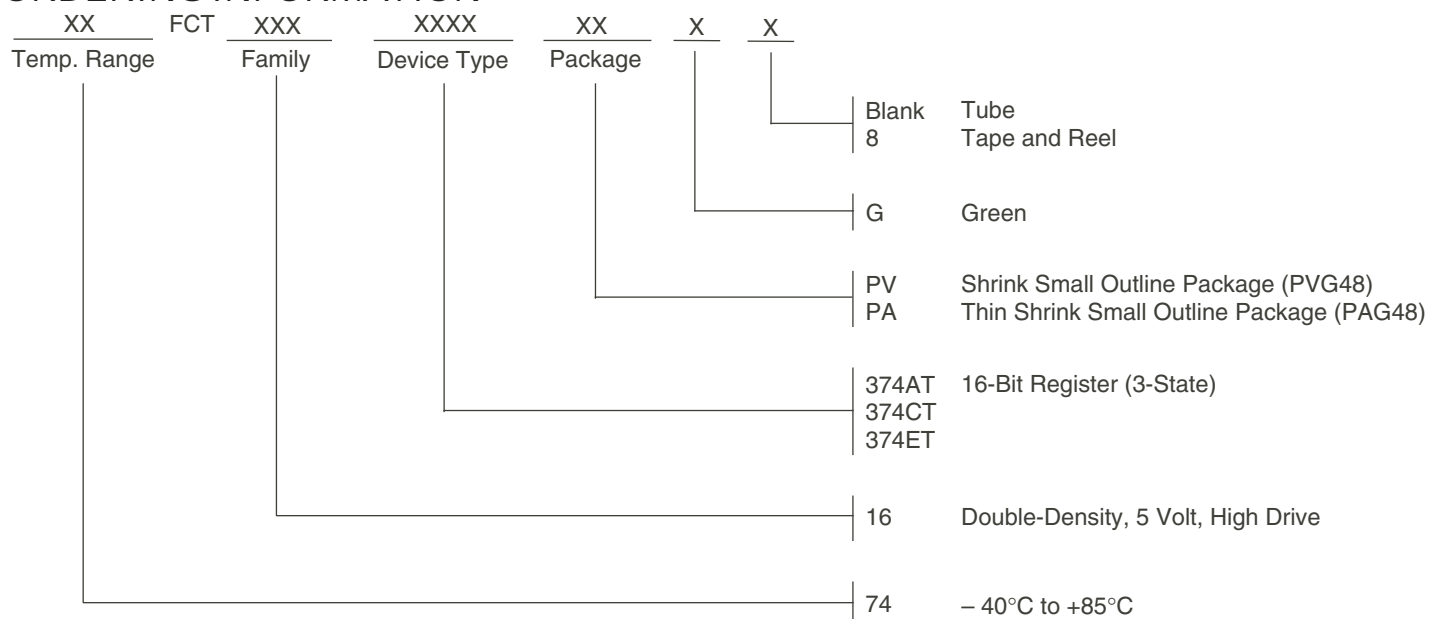 XX FCT XXX XXXX XX X X
Temp. Range Family Device Type Package
Blank Tube
8 Tape and Reel
G Green
PV Shrink Small Outline Package (PVG48)
PA Thin Shrink Small Outline Package (PAG48)
374AT 16-Bit Register (3-State)
374CT
374ET
16 Double-Density, 5 Volt, High Drive
74 – 40°C to +85°C